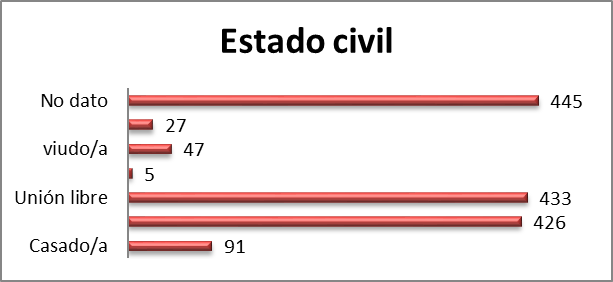 Estado civil
No dato 445
27
viudo/a 47
5
Unión libre 433
426
Casado/a 91